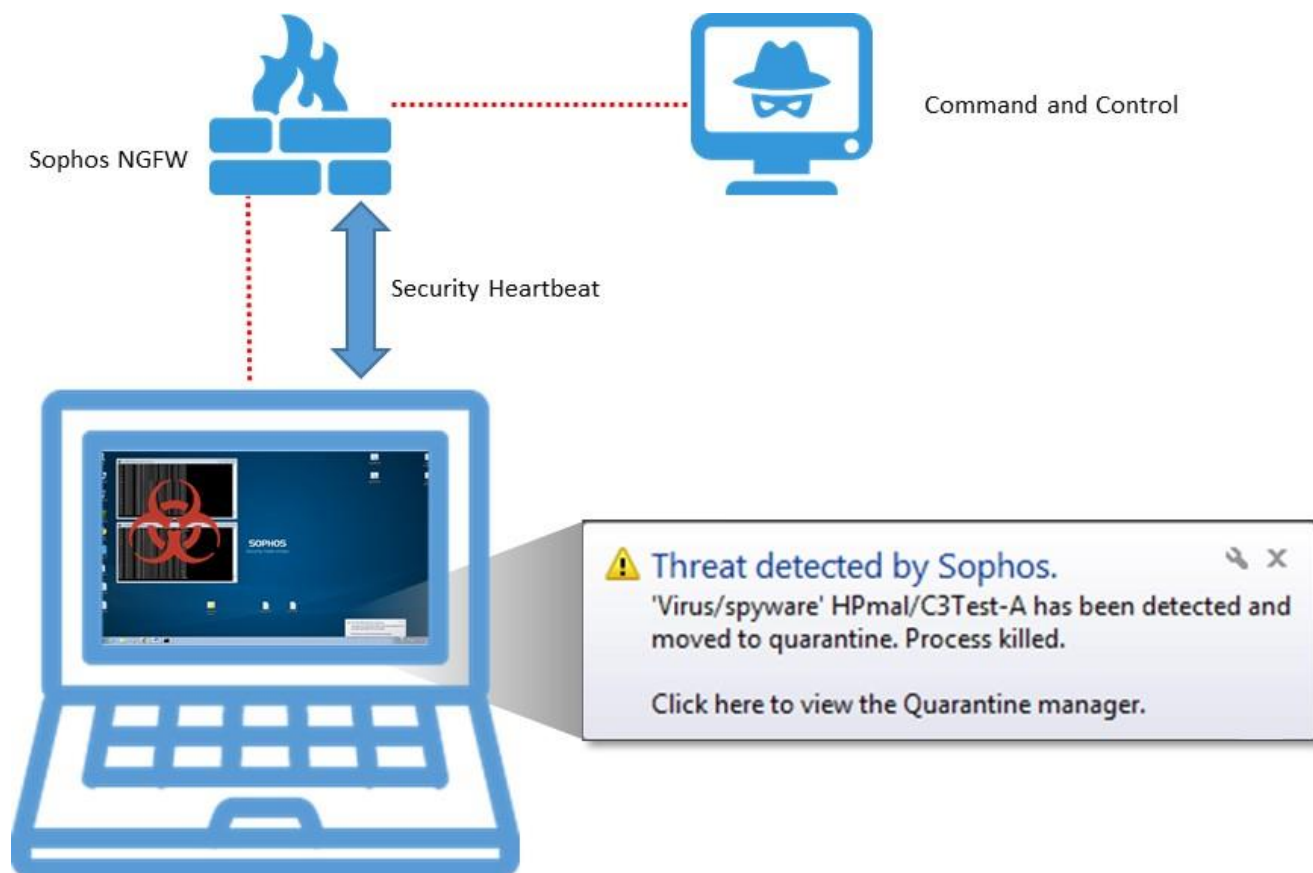 Command and Control
Sophos NGFW
Security Heartbeat
SOPHOS
Threat detected by Sophos.
'Virus/spyware' HPmal/C3Test-A has been detected and
moved to quarantine. Process killed.
Click here to view the Quarantine manager.